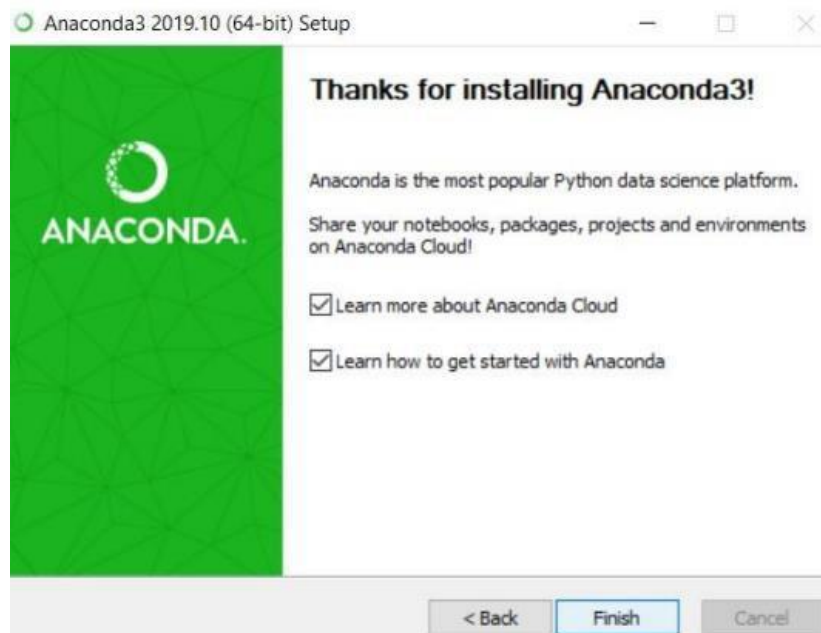 Anaconda3 2019.10 (64-bit) Setup
Thanks for installing Anaconda3!
ANACONDA.
Anaconda is the most popular Python data science platform.
Share your notebooks, packages, projects and environments
on Anaconda Cloud!
Learn more about Anaconda Cloud
Learn how to get started with Anaconda
< Back
Finish
Cancel